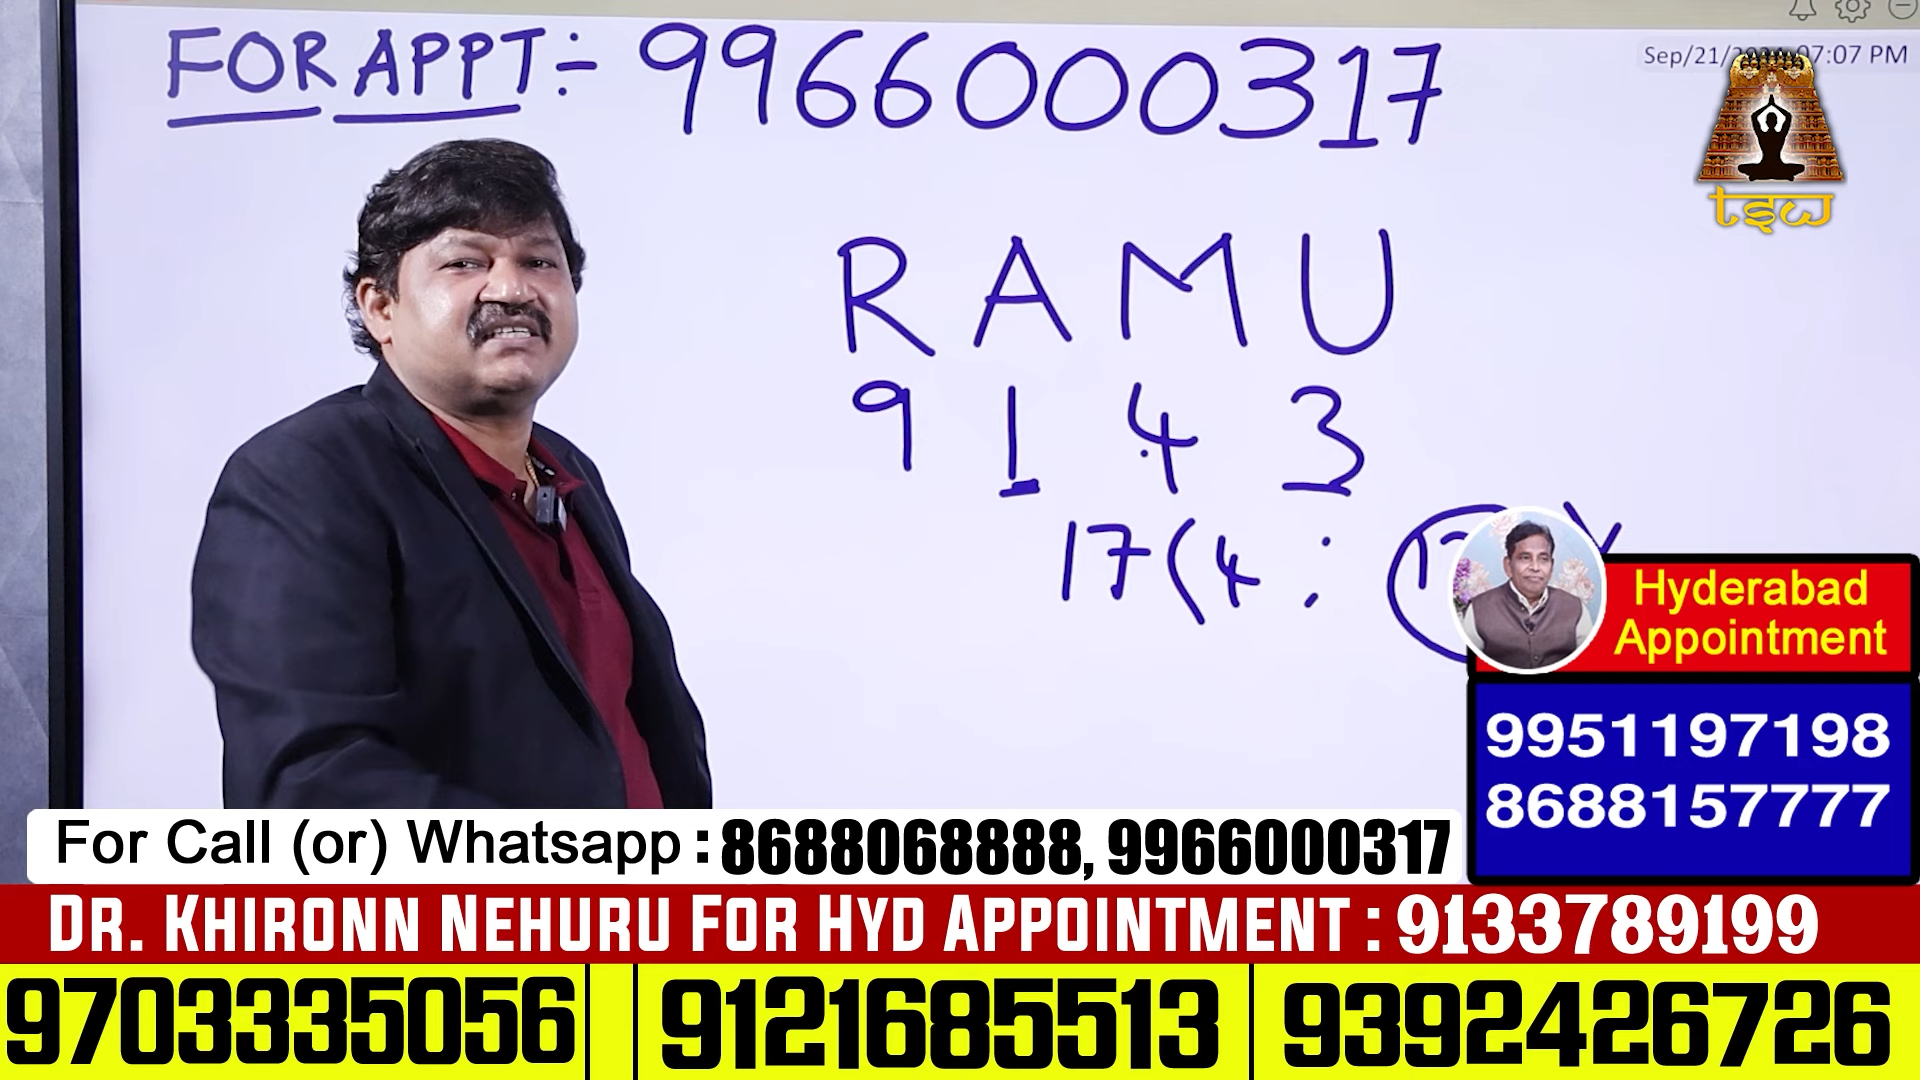 FOR APPT:- 9966000317
Sep/21/ 07:07 PM
tsw
R A M U
9 1 4 3
17(4 :
Hyderabad
Appointment
9951197198
8688157777
For Call (or) Whatsapp : 8688068888, 9966000317
DR. KHIRONN NEHURU FOR HYD APPOINTMENT : 9133789199
9703335056 9121685513 9392426726